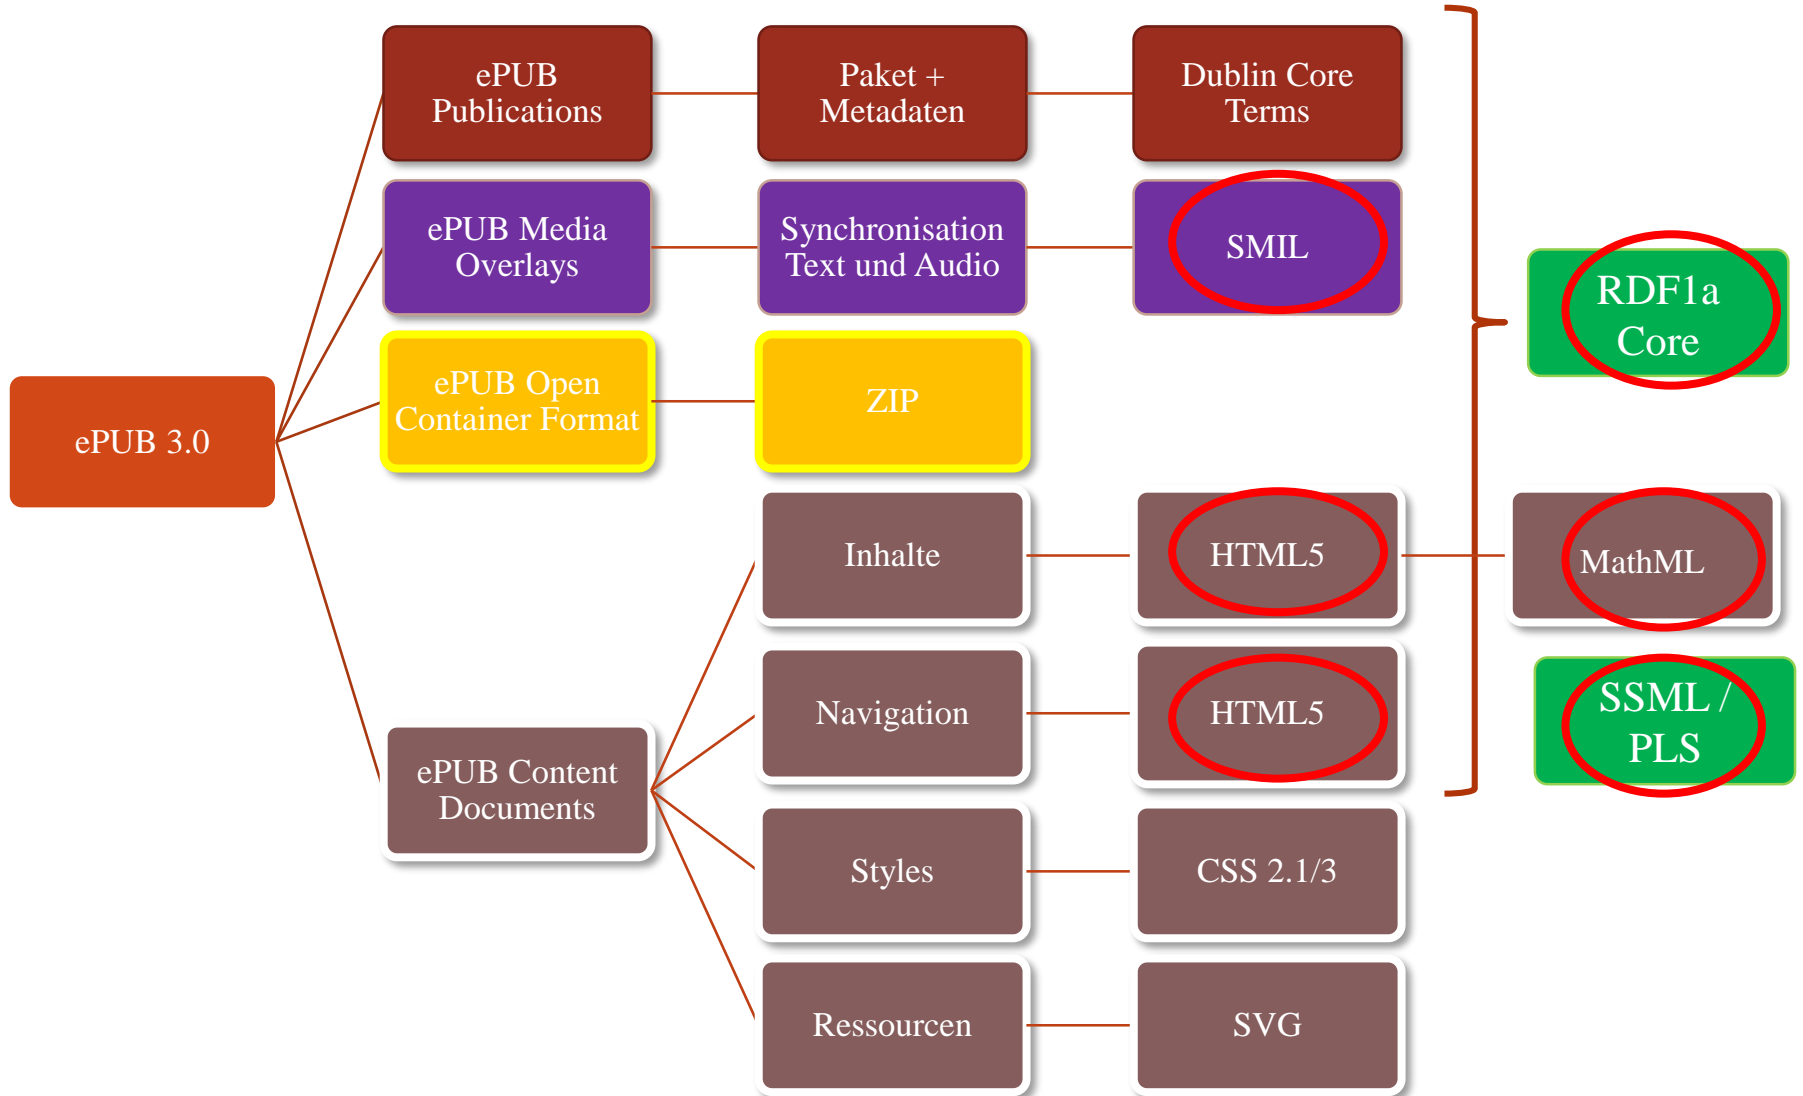 ePUB 3.0
ePUB
Publications
Paket +
Metadaten
Dublin Core
Terms
ePUB Media
Overlays
Synchronisation
Text und Audio
SMIL
RDF1a
Core
ePUB Open
Container Format
ZIP
ePUB Content
Documents
Inhalte
HTML5
MathML
Navigation
HTML5
SSML /
PLS
Styles
CSS 2.1/3
Ressourcen
SVG